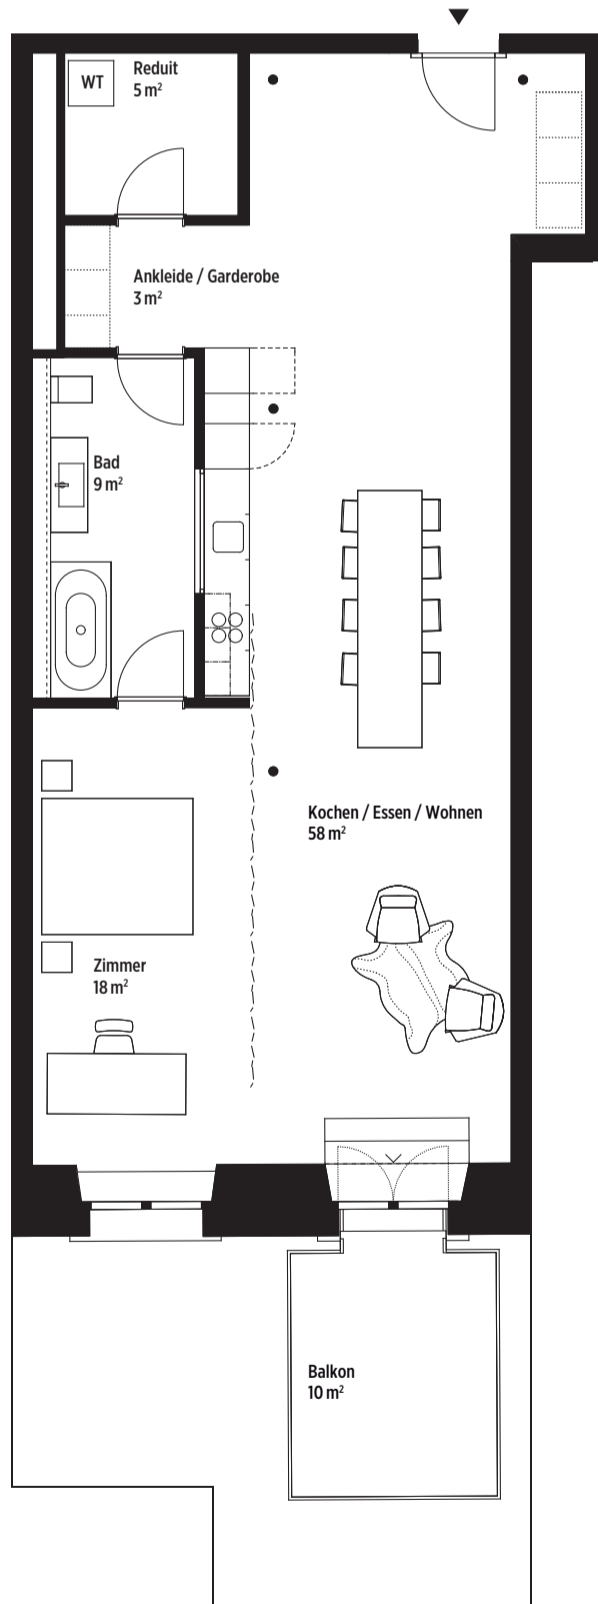 Reduit
WT
5 m²
Ankleide / Garderobe
3 m²
Bad
9 m²
Kochen / Essen / Wohnen
58 m²
Zimmer
18 m²
Balkon
10 m²